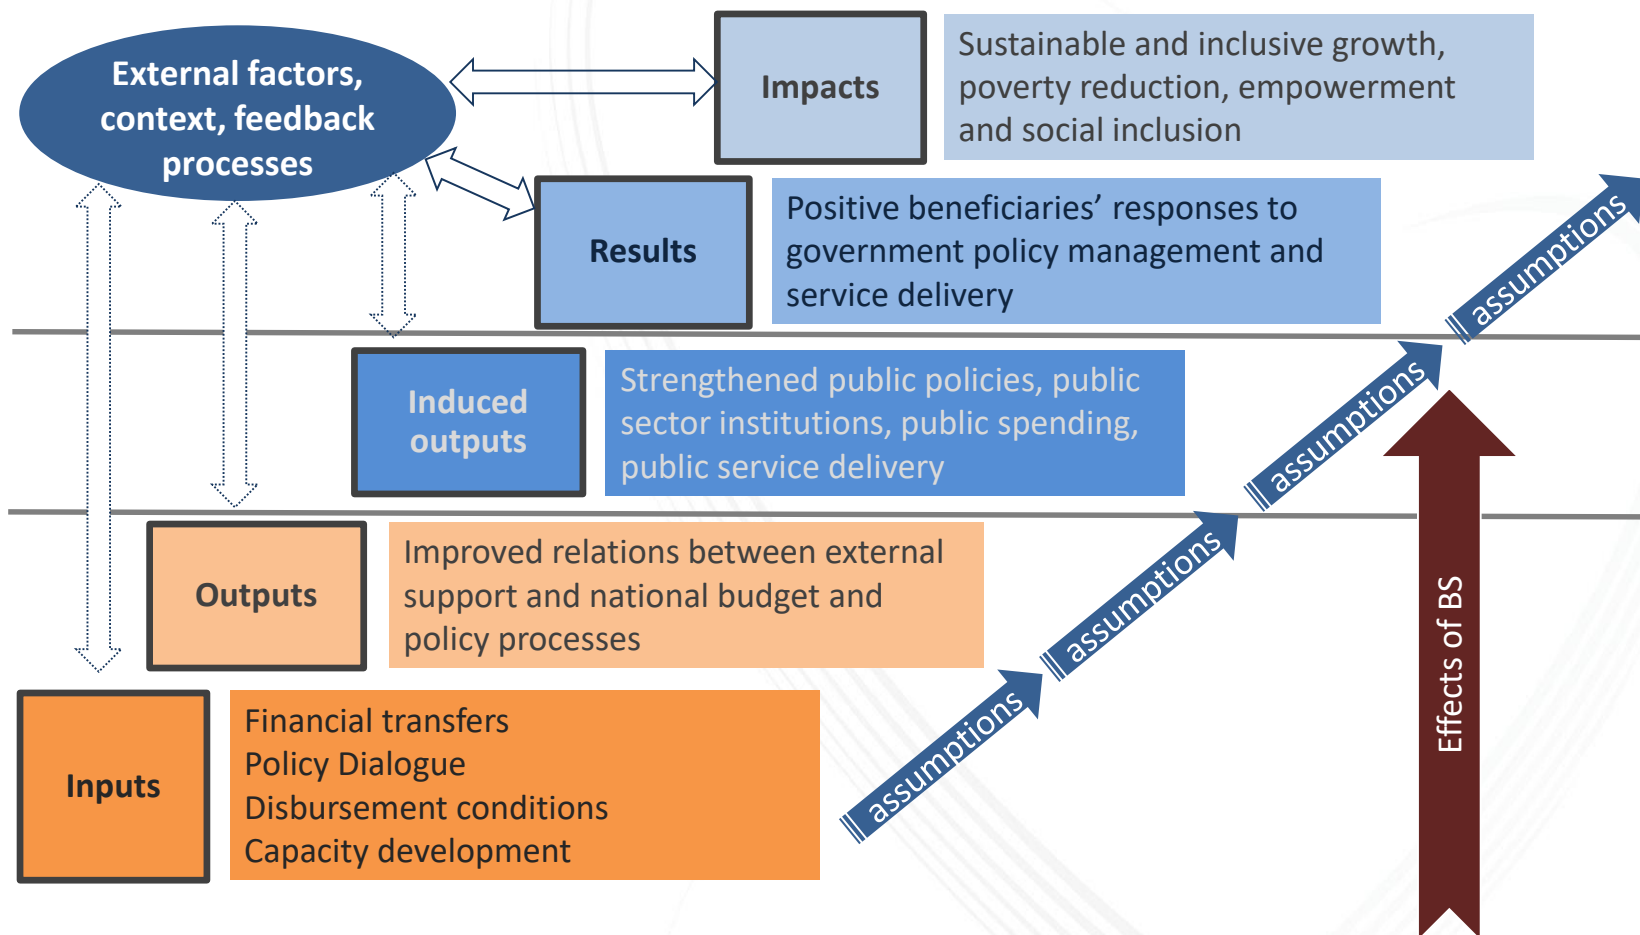 External factors,
context, feedback
processes
Impacts
Sustainable and inclusive growth,
poverty reduction, empowerment
and social inclusion
Results
Positive beneficiaries’ responses to
government policy management and
service delivery
assumptions
Induced
outputs
Strengthened public policies, public
sector institutions, public spending,
public service delivery
assumptions
Outputs
Improved relations between external
support and national budget and
policy processes
assumptions
Inputs
Financial transfers
Policy Dialogue
Disbursement conditions
Capacity development
assumptions
Effects of BS